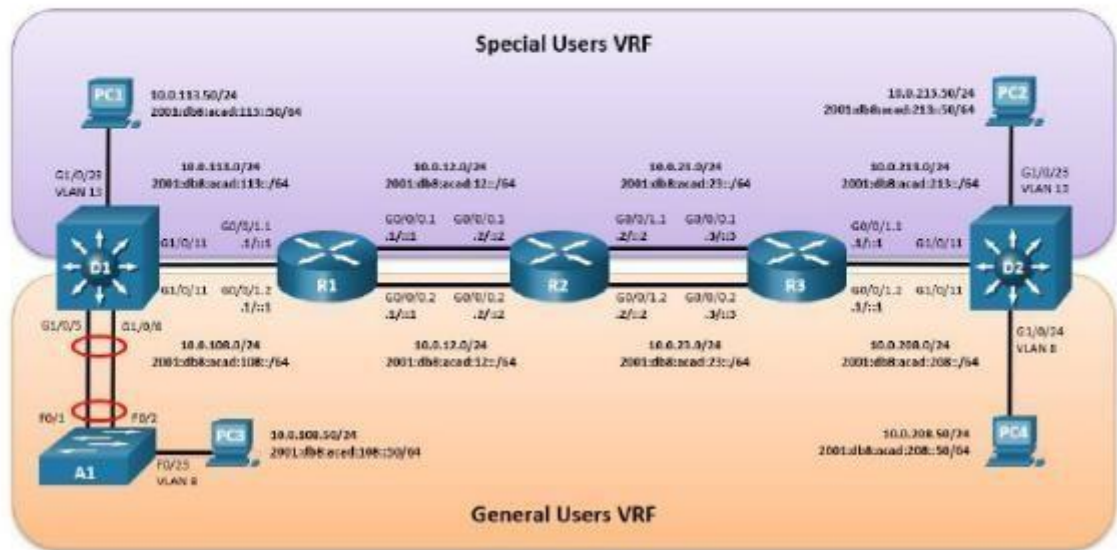 Special Users VRF
PC1
10.0.113.50/24
2001:db8:acad:113::50/64
PC2
10.0.213.50/24
2001:db8:acad:213::50/64
G1/0/23
VLAN 13
10.0.113.0/24
2001:db8:acad:113::/64
10.0.12.0/24
2001:db8:acad:12::/64
10.0.23.0/24
2001:db8:acad:23::/64
10.0.213.0/24
2001:db8:acad:213::/64
G1/0/23
VLAN 13
G1/0/11
G0/0/1.1
.1/::1
G0/0/0.1
.1/::1
G0/0/0.1
.2/::2
G0/0/1.1
.2/::2
G0/0/0.1
.3/::3
G0/0/1.1
.1/::1
G1/0/11
D1
R1
R2
R3
D2
G1/0/11
G0/0/1.2
.1/::1
G0/0/0.2
.1/::1
G0/0/0.2
.2/::2
G0/0/1.2
.2/::2
G0/0/0.2
.3/::3
G0/0/1.2
.1/::1
G1/0/11
G1/0/5
G1/0/6
10.0.108.0/24
2001:db8:acad:108::/64
10.0.12.0/24
2001:db8:acad:12::/64
10.0.23.0/24
2001:db8:acad:23::/64
10.0.208.0/24
2001:db8:acad:208::/64
G1/0/24
VLAN 8
F0/1
F0/2
A1
F0/23
VLAN 8
PC3
10.0.108.50/24
2001:db8:acad:108::50/64
10.0.208.50/24
2001:db8:acad:208::50/64
PC4
General Users VRF